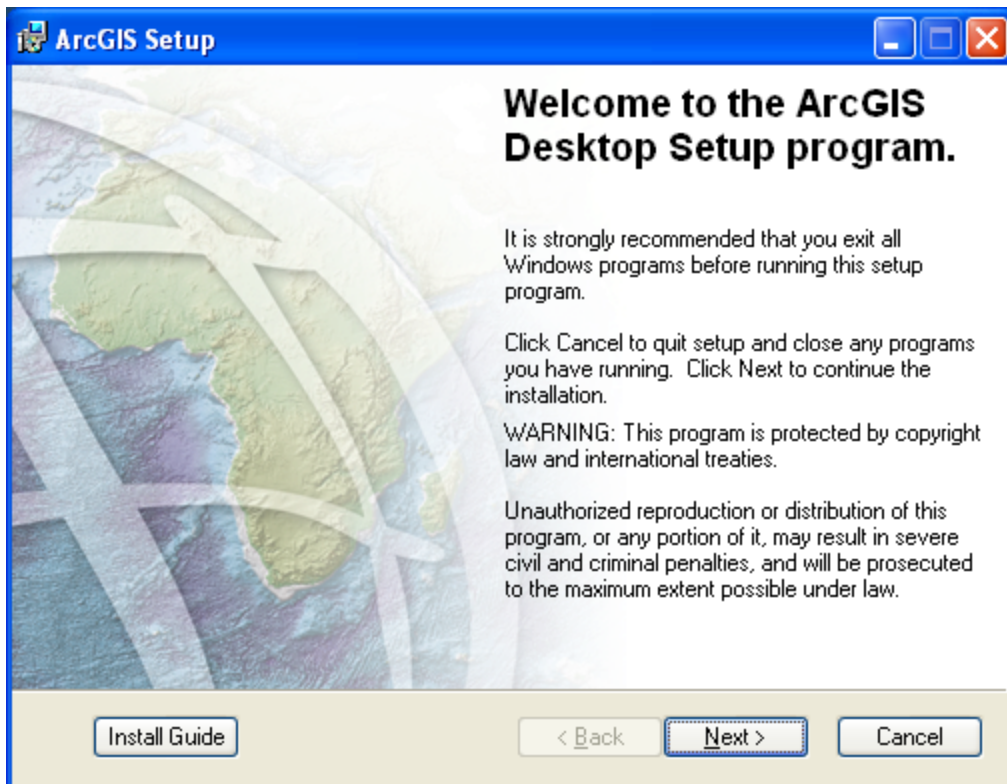 ArcGIS Setup
Welcome to the ArcGIS
Desktop Setup program.
It is strongly recommended that you exit all
Windows programs before running this setup
program.
Click Cancel to quit setup and close any programs
you have running.  Click Next to continue the
installation.
WARNING: This program is protected by copyright
law and international treaties.
Unauthorized reproduction or distribution of this
program, or any portion of it, may result in severe
civil and criminal penalties, and will be prosecuted
to the maximum extent possible under law.
Install Guide
< Back
Next >
Cancel